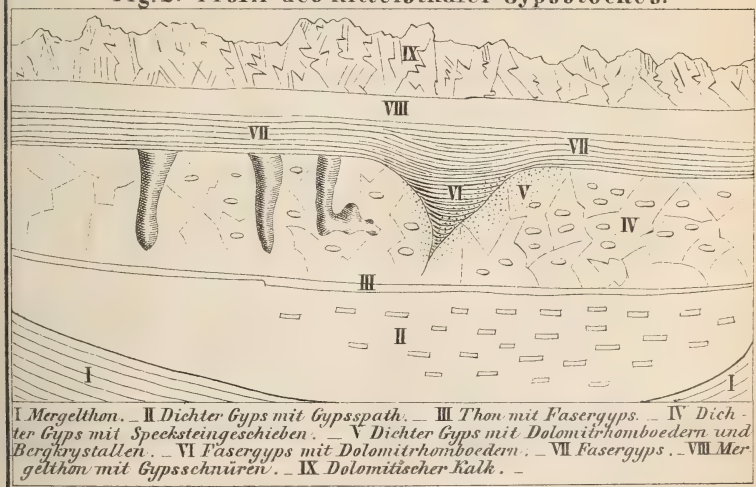 Profil des Kittelsthaler Gypsstockes.
IX
VIII
VII VII
VI V
IV
III
II
I I
I Mergelthon. _ II Dichter Gyps mit Gypsspath. _ III Thon mit Fasergyps. _ IV Dich-
ter Gyps mit Specksteingeschieben. _ V Dichter Gyps mit Dolomitrhomboedern und
Bergkrystallen. _ VI Fasergyps mit Dolomitrhomboedern. _ VII Fasergyps. _ VIII Mer
gelthon mit Gypsschnüren. _ IX Dolomitischer Kalk. _